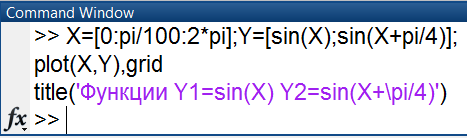 Command Window
>> X=[0:pi/100:2*pi];Y=[sin(X);sin(X+pi/4)];
plot(X,Y),grid
title('Функции Y1=sin(X) Y2=sin(X+\pi/4)')
fx >>